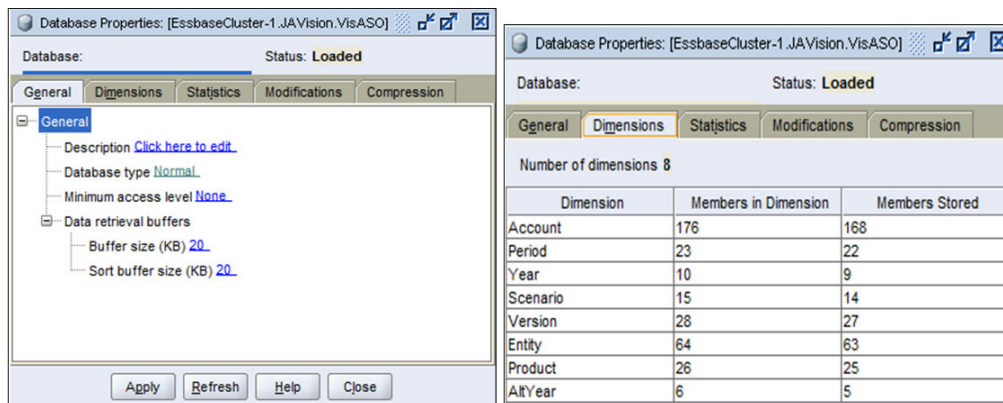 Database Properties: [EssbaseCluster-1.JAVision.VisASO]
Database: Status: Loaded
General Dimensions Statistics Modifications Compression
General
Description Click here to edit
Database type Normal
Minimum access level None
Data retrieval buffers
Buffer size (KB) 20
Sort buffer size (KB) 20
Apply Refresh Help Close
Database Properties: [EssbaseCluster-1.JAVision.VisASO]
Database: Status: Loaded
General Dimensions Statistics Modifications Compression
Number of dimensions 8
Dimension Members in Dimension Members Stored
Account 176 168
Period 23 22
Year 10 9
Scenario 15 14
Version 28 27
Entity 64 63
Product 26 25
AltYear 6 5